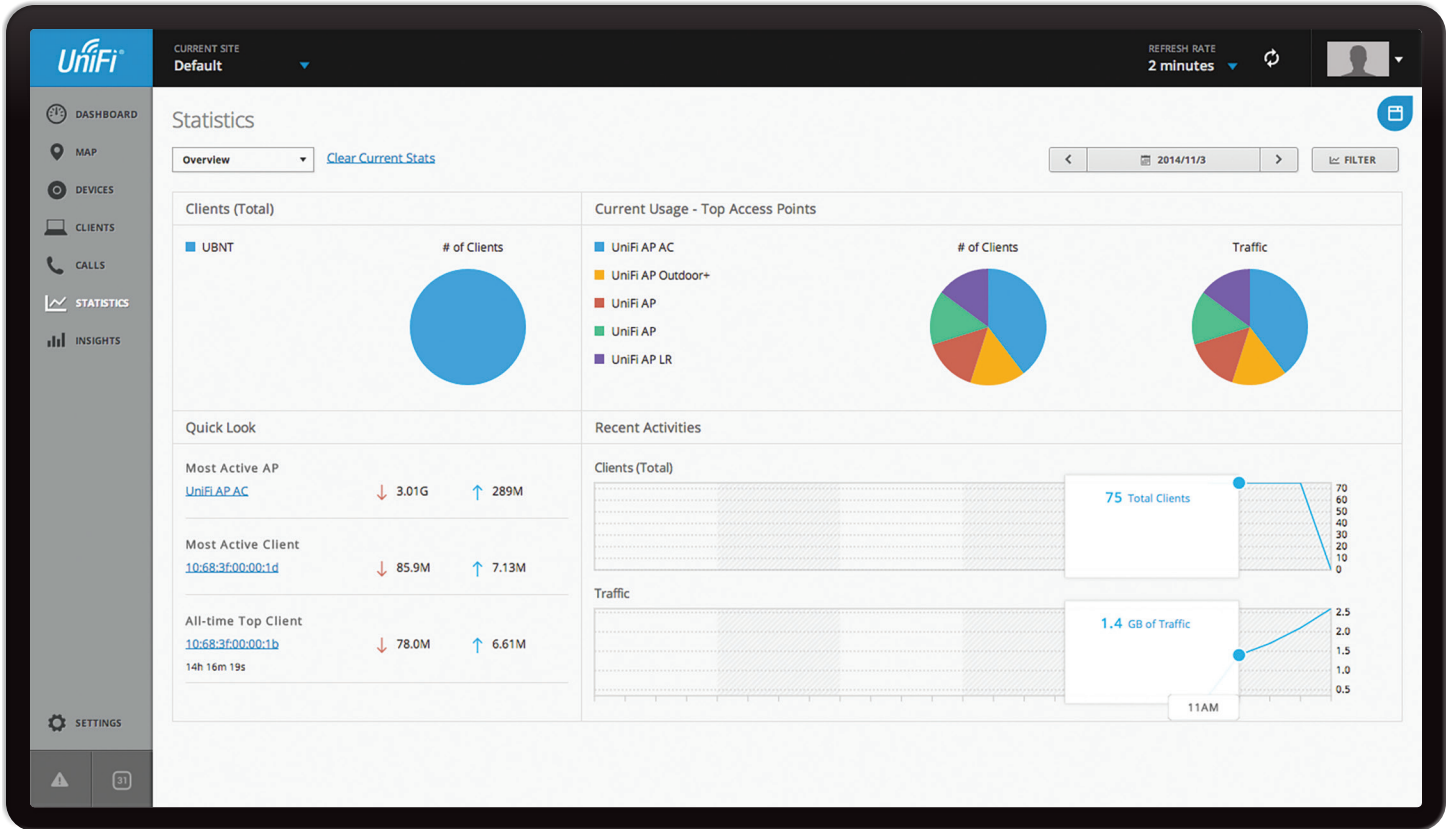 UniFi®
CURRENT SITE
Default
REFRESH RATE
2 minutes
DASHBOARD
MAP
DEVICES
CLIENTS
CALLS
STATISTICS
INSIGHTS
SETTINGS
31
Statistics
Overview
Clear Current Stats
2014/11/3
FILTER
Clients (Total)
UBNT
# of Clients
Current Usage - Top Access Points
UniFi AP AC
UniFi AP Outdoor+
UniFi AP
UniFi AP
UniFi AP LR
# of Clients
Traffic
Quick Look
Most Active AP
UniFi AP AC
3.01G
289M
Most Active Client
10:68:3f:00:00:1d
85.9M
7.13M
All-time Top Client
10:68:3f:00:00:1b
78.0M
6.61M
14h 16m 19s
Recent Activities
Clients (Total)
75 Total Clients
70
60
50
40
30
20
10
0
Traffic
1.4 GB of Traffic
2.5
2.0
1.5
1.0
0.5
11AM